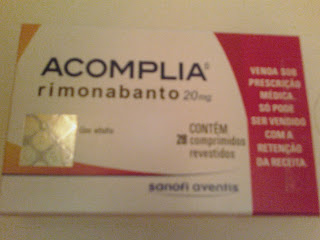 ACOMPLIA®
rimonabanto 20mg
Uso adulto
CONTÉM
28 comprimidos
revestidos
sanofi aventis
VENDA SOB
PRESCRIÇÃO
MÉDICA.
SÓ PODE
SER VENDIDO
COM A
RETENÇÃO
DA RECEITA.